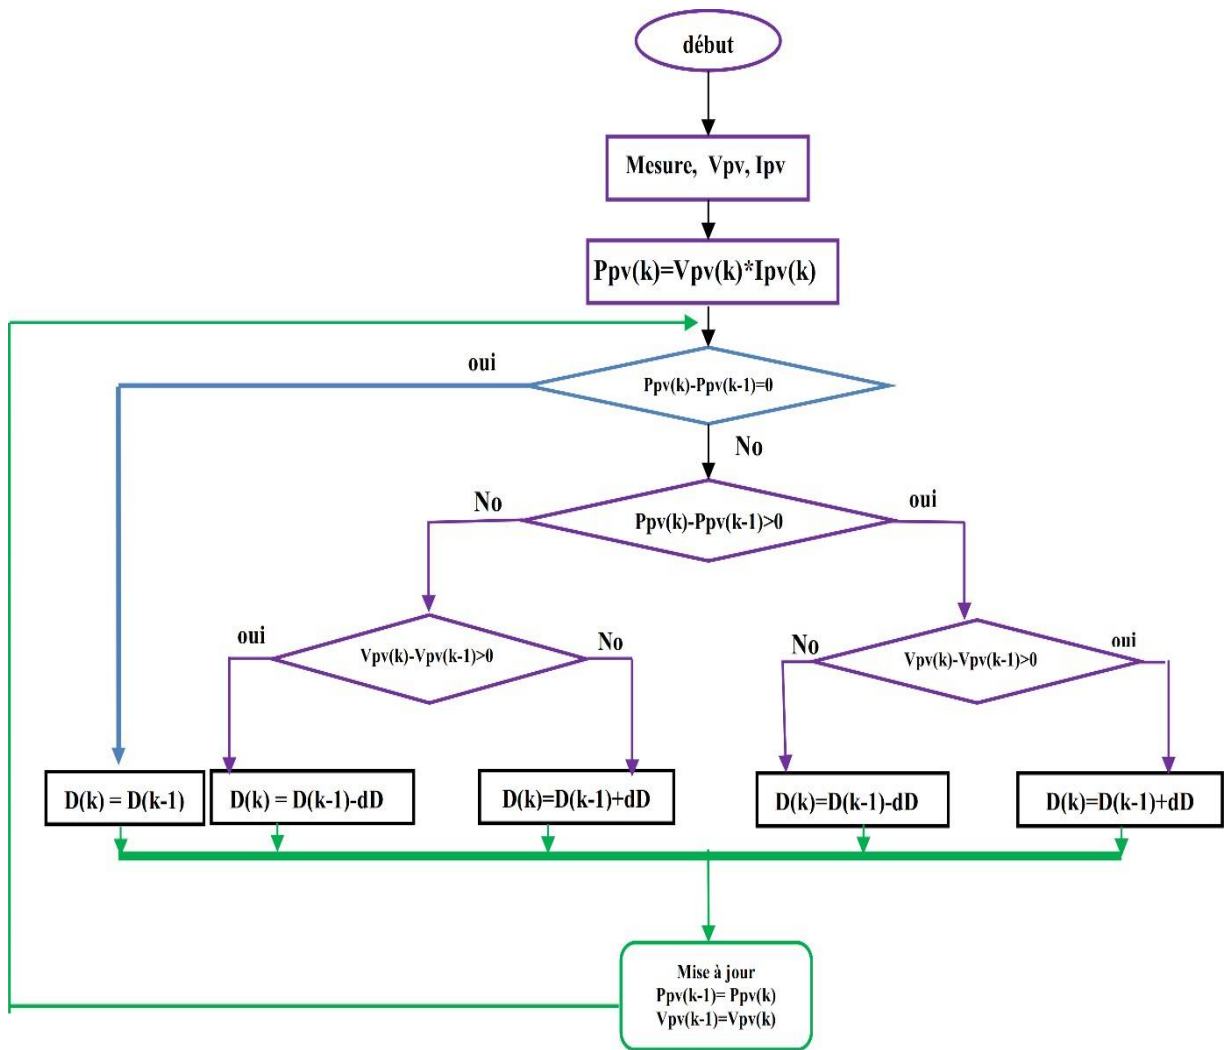 début
Mesure, Vpv, Ipv
Ppv(k)=Vpv(k)*Ipv(k)
oui
Ppv(k)-Ppv(k-1)=0
No
No
oui
Ppv(k)-Ppv(k-1)>0
oui
Vpv(k)-Vpv(k-1)>0
No
No
Vpv(k)-Vpv(k-1)>0
oui
D(k) = D(k-1)
D(k) = D(k-1)-dD
D(k)=D(k-1)+dD
D(k)=D(k-1)-dD
D(k)=D(k-1)+dD
Mise à jour
Ppv(k-1)= Ppv(k)
Vpv(k-1)=Vpv(k)